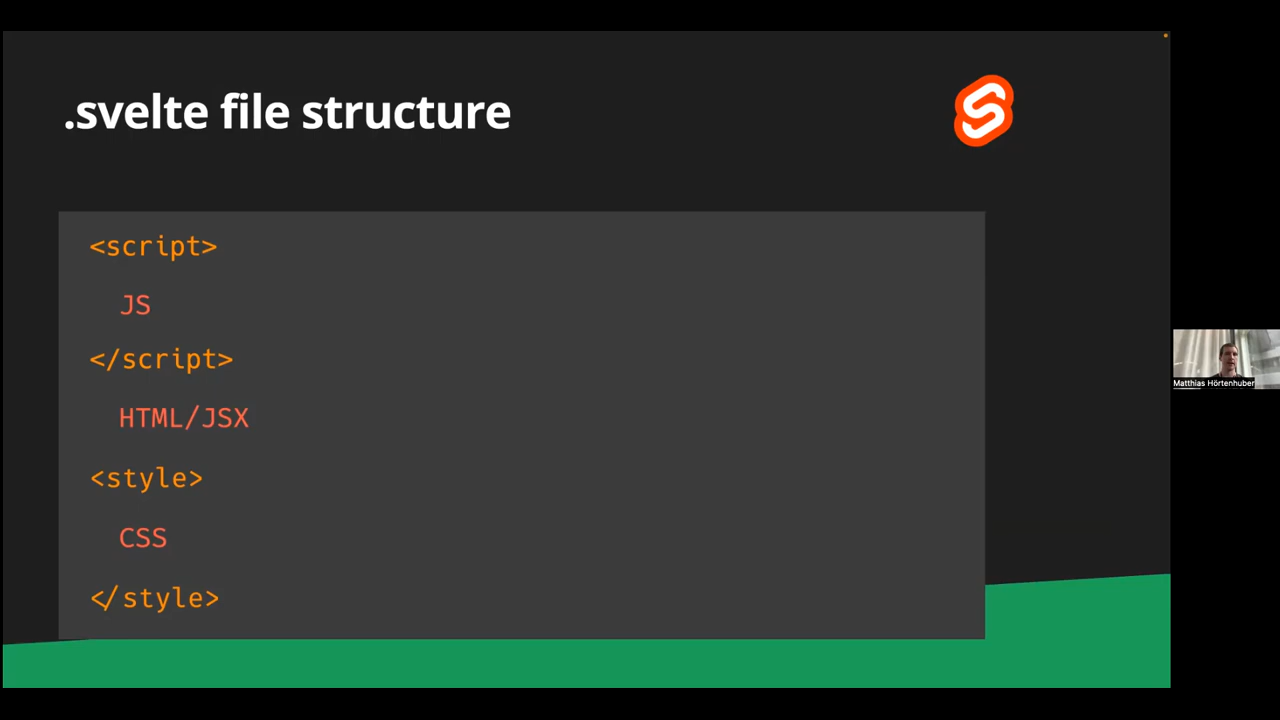 .svelte file structure
<script>
JS
</script>
HTML/JSX
<style>
CSS
</style>
Matthias Hörtenhuber